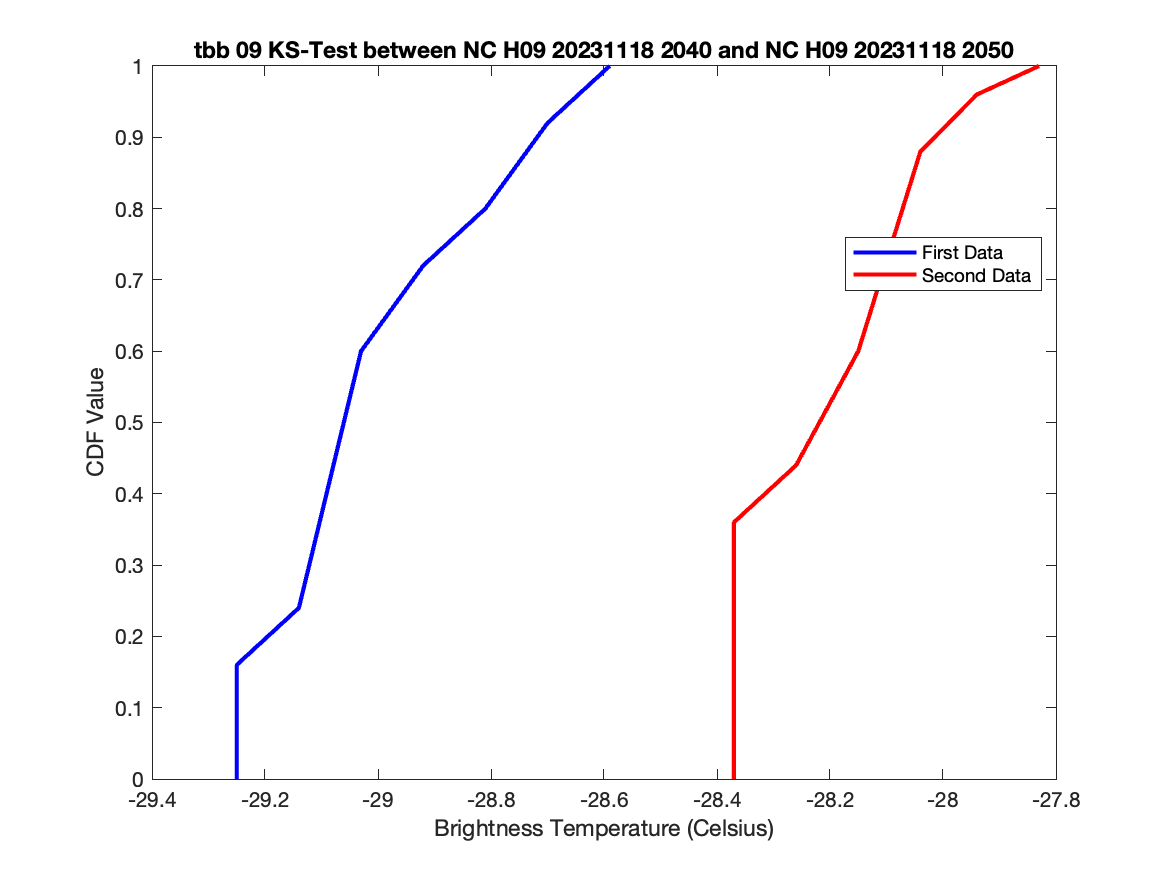 tbb 09 KS-Test between NC H09 20231118 2040 and NC H09 20231118 2050
1
0.9
0.8
0.7
0.6
0.5
0.4
0.3
0.2
0.1
0
CDF Value
First Data
Second Data
-29.4 -29.2 -29 -28.8 -28.6 -28.4 -28.2 -28 -27.8
Brightness Temperature (Celsius)